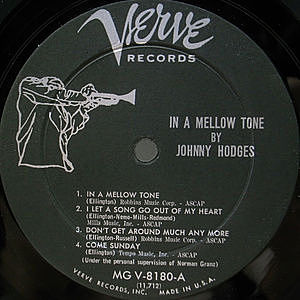 Verve
RECORDS
IN A MELLOW TONE
BY
JOHNNY HODGES
1. IN A MELLOW TONE
(Ellington) Robbins Music Corp. - ASCAP
2. I LET A SONG GO OUT OF MY HEART
(Ellington-Neme-Mills-Redmond)
Mills Music, Inc. - ASCAP
3. DON'T GET AROUND MUCH ANY MORE
(Ellington-Russell) Robbins Music Corp. - ASCAP
4. COME SUNDAY
(Ellington) Tempo Music, Inc. - ASCAP
(Under the personal supervision of Norman Granz)
MG V-8180-A
(11,712)
VERVE RECORDS, INC. MADE IN U.S.A.